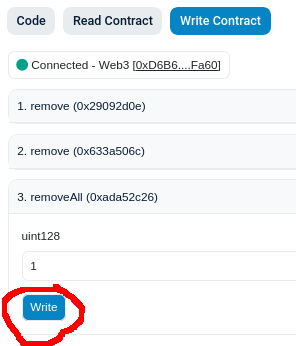 Code Read Contract Write Contract
Connected - Web3 [0xD6B6....Fa60]
1. remove (0x29092d0e)
2. remove (0x633a506c)
3. removeAll (0xada52c26)
uint128
1
Write